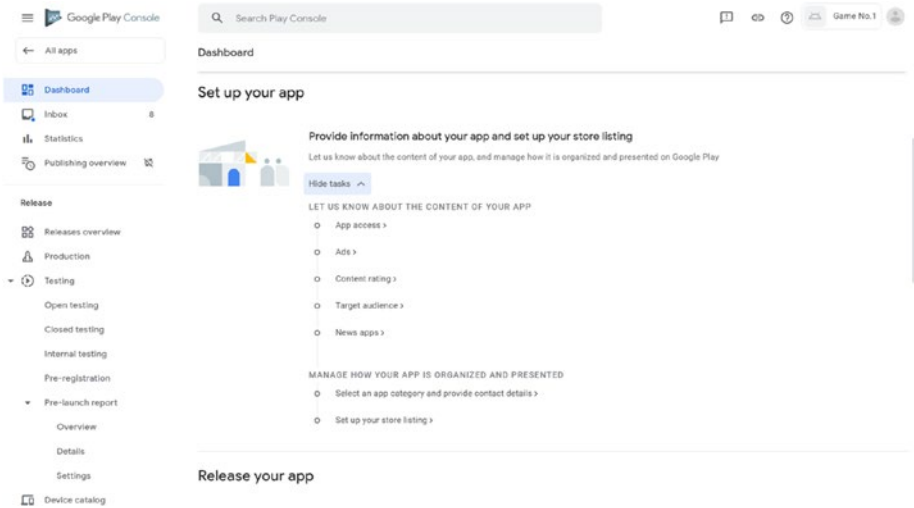 Google Play Console
Search Play Console
Game No.1
All apps
Dashboard
Dashboard
Inbox 8
Statistics
Publishing overview
Release
Releases overview
Production
Testing
Open testing
Closed testing
Internal testing
Pre-registration
Pre-launch report
Overview
Details
Settings
Device catalog
Set up your app
Provide information about your app and set up your store listing
Let us know about the content of your app, and manage how it is organized and presented on Google Play
Hide tasks
LET US KNOW ABOUT THE CONTENT OF YOUR APP
App access >
Ads >
Content rating >
Target audience >
News apps >
MANAGE HOW YOUR APP IS ORGANIZED AND PRESENTED
Select an app category and provide contact details >
Set up your store listing >
Release your app